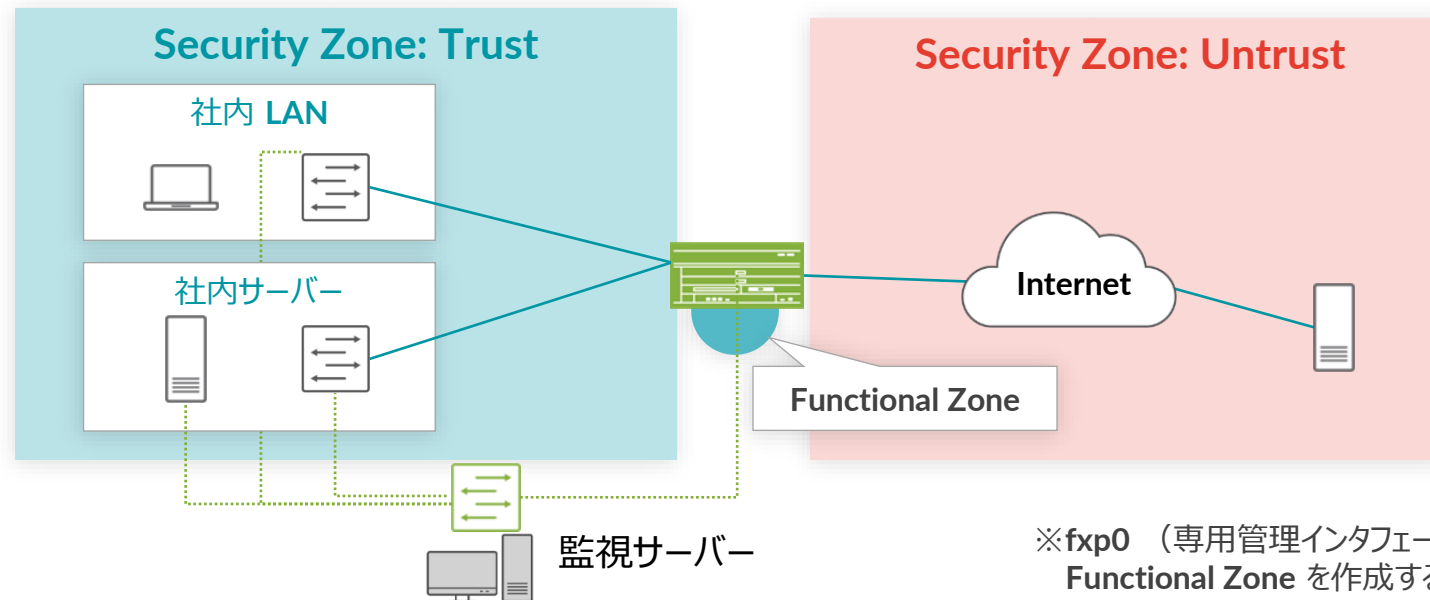 Security Zone: Trust
Security Zone: Untrust
社内 LAN
社内サーバー
Internet
Functional Zone
監視サーバー
※fxp0 (専用管理インタフェー
Functional Zone を作成する